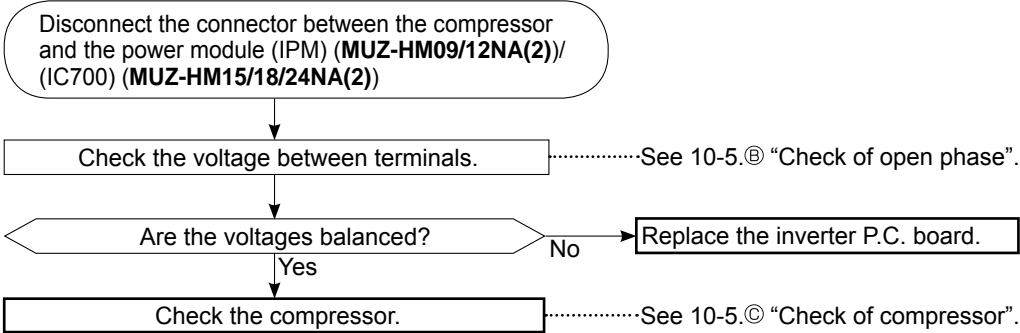 Disconnect the connector between the compressor
and the power module (IPM) (MUZ-HM09/12NA(2))/
(IC700) (MUZ-HM15/18/24NA(2))
Check the voltage between terminals.
See 10-5.Ⓑ “Check of open phase”.
Are the voltages balanced?
No
Replace the inverter P.C. board.
Yes
Check the compressor.
See 10-5.Ⓒ “Check of compressor”.